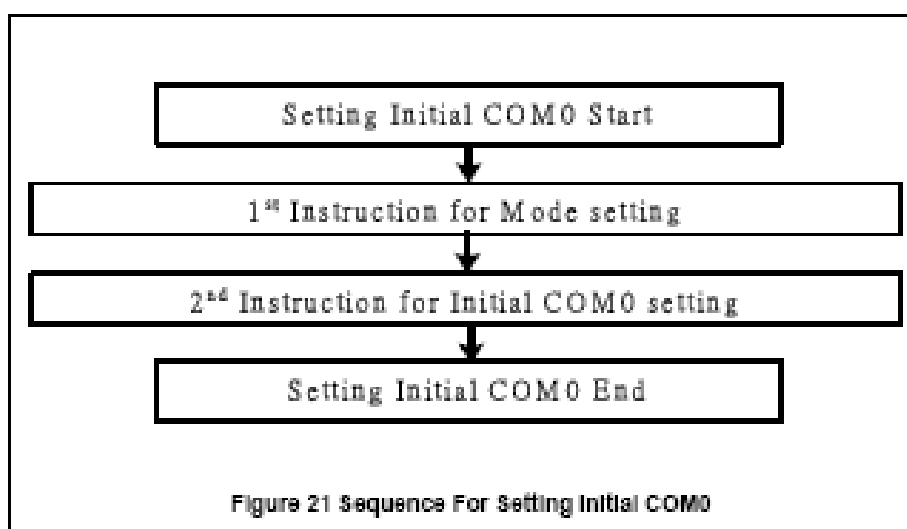 Setting Initial COM0 Start
1st Instruction for Mode setting
2nd Instruction for Initial COM0 setting
Setting Initial COM0 End
Figure 21 Sequence For Setting Initial COM0